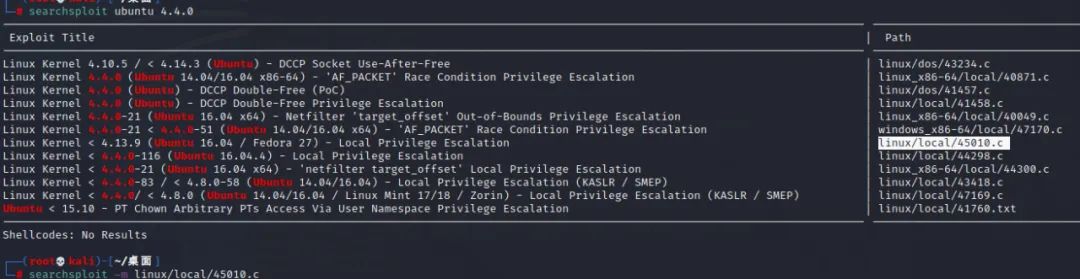 (root kali)-[~/桌面]
# searchsploit ubuntu 4.4.0
Exploit Title | Path
Linux Kernel 4.10.5 / < 4.14.3 (Ubuntu) - DCCP Socket Use-After-Free | linux/dos/43234.c
Linux Kernel 4.4.0 (Ubuntu 14.04/16.04 x86-64) - 'AF_PACKET' Race Condition Privilege Escalation | linux_x86-64/local/40871.c
Linux Kernel 4.4.0 (Ubuntu) - DCCP Double-Free (PoC) | linux/dos/41457.c
Linux Kernel 4.4.0 (Ubuntu) - DCCP Double-Free Privilege Escalation | linux/local/41458.c
Linux Kernel 4.4.0-21 (Ubuntu 16.04 x64) - Netfilter 'target_offset' Out-of-Bounds Privilege Escalation | linux_x86-64/local/40049.c
Linux Kernel 4.4.0-21 < 4.4.0-51 (Ubuntu 14.04/16.04 x86-64) - 'AF_PACKET' Race Condition Privilege Escalation | windows_x86-64/local/47170.c
Linux Kernel < 4.13.9 (Ubuntu 16.04 / Fedora 27) - Local Privilege Escalation | linux/local/45010.c
Linux Kernel < 4.4.0-116 (Ubuntu 16.04.4) - Local Privilege Escalation | linux/local/44298.c
Linux Kernel < 4.4.0-21 (Ubuntu 16.04 x64) - 'netfilter target_offset' Local Privilege Escalation | linux_x86-64/local/44300.c
Linux Kernel < 4.4.0-83 / < 4.8.0-58 (Ubuntu 14.04/16.04) - Local Privilege Escalation (KASLR / SMEP) | linux/local/43418.c
Linux Kernel < 4.4.0/ < 4.8.0 (Ubuntu 14.04/16.04 / Linux Mint 17/18 / Zorin) - Local Privilege Escalation (KASLR / SMEP) | linux/local/47169.c
Ubuntu < 15.10 - PT Chown Arbitrary PTs Access Via User Namespace Privilege Escalation | linux/local/41760.txt
Shellcodes: No Results
(root kali)-[~/桌面]
# searchsploit -m linux/local/45010.c